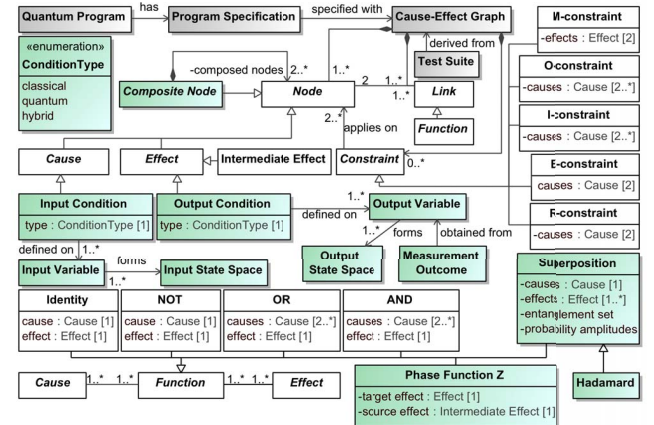 Quantum Program
has
Program Specification
specified with
Cause-Effect Graph
derived from
Test Suite
«enumeration»
ConditionType
classical
quantum
hybrid
-composed nodes
2..*
1..*
Composite Node
Node
2
1..*
1..*
Link
Function
2..*
applies on
0..*
Cause
Effect
Intermediate Effect
Constraint
M-constraint
-efects : Effect [2]
O-constraint
-causes : Cause [2..*]
I-constraint
-causes : Cause [2..*]
E-constraint
causes : Cause [2]
R-constraint
-causes : Cause [2]
Input Condition
type : ConditionType [1]
Output Condition
type : ConditionType [1]
defined on
1..*
Output Variable
defined on
1..*
forms
1..*
Input Variable
Input State Space
1..*
forms
obtained from
Output
State Space
Measurement
Outcome
Superposition
-causes : Cause [1]
-effects : Effect [1..*]
-entanglement set
-probability amplitudes
Identity
cause : Cause [1]
effect : Effect [1]
NOT
cause : Cause [1]
effect : Effect [1]
OR
causes : Cause [2..*]
effect : Effect [1]
AND
causes : Cause [2..*]
effect : Effect [1]
Cause
1..*
1..*
Function
1..*
1..*
Effect
Phase Function Z
-target effect : Effect [1]
-source effect : Intermediate Effect [1]
Hadamard